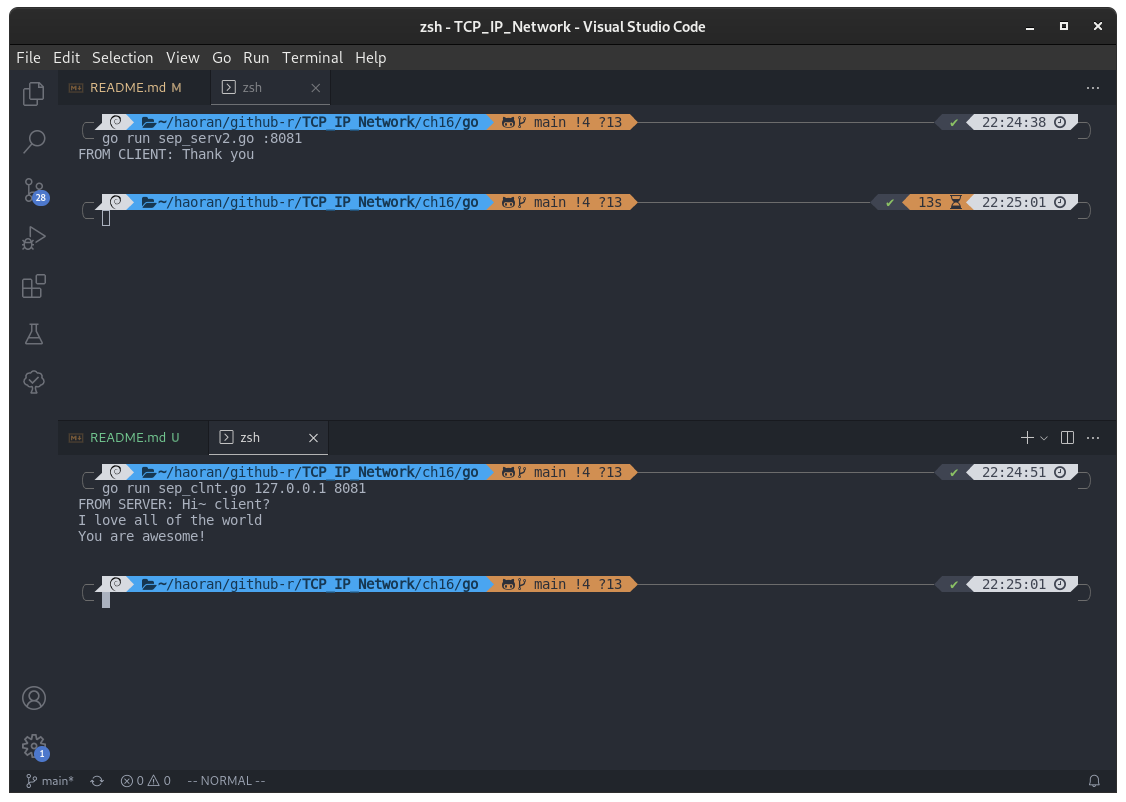 zsh - TCP_IP_Network - Visual Studio Code
File Edit Selection View Go Run Terminal Help
README.md M zsh
~/haoran/github-r/TCP_IP_Network/ch16/go main !4 ?13 ✔ 22:24:38
go run sep_serv2.go :8081
FROM CLIENT: Thank you
~/haoran/github-r/TCP_IP_Network/ch16/go main !4 ?13 ✔ 13s 22:25:01
28
README.md U zsh
~/haoran/github-r/TCP_IP_Network/ch16/go main !4 ?13 ✔ 22:24:51
go run sep_clnt.go 127.0.0.1 8081
FROM SERVER: Hi~ client?
I love all of the world
You are awesome!
~/haoran/github-r/TCP_IP_Network/ch16/go main !4 ?13 ✔ 22:25:01
1
main* 0 0 -- NORMAL --